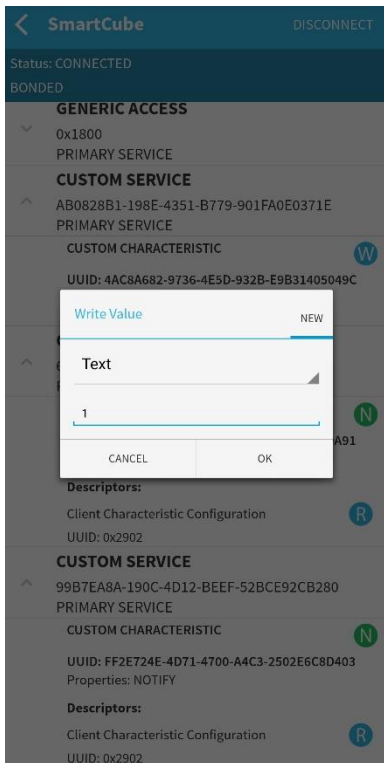 SmartCube DISCONNECT
Status: CONNECTED
BONDED
GENERIC ACCESS
0x1800
PRIMARY SERVICE
CUSTOM SERVICE
AB0828B1-198E-4351-B779-901FA0E0371E
PRIMARY SERVICE
CUSTOM CHARACTERISTIC W
UUID: 4AC8A682-9736-4E5D-932B-E9B31405049C
Write Value NEW
Text
1
N
A91
CANCEL OK
Descriptors:
Client Characteristic Configuration R
UUID: 0x2902
CUSTOM SERVICE
99B7EA8A-190C-4D12-BEEF-52BCE92CB280
PRIMARY SERVICE
CUSTOM CHARACTERISTIC N
UUID: FF2E724E-4D71-4700-A4C3-2502E6C8D403
Properties: NOTIFY
Descriptors:
Client Characteristic Configuration R
UUID: 0x2902